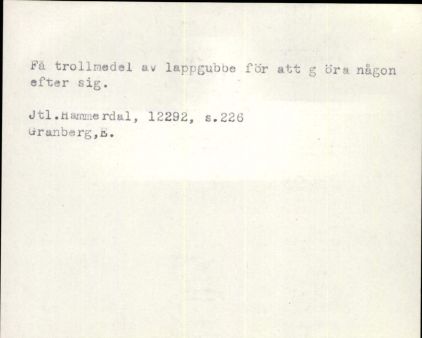 Få trollmedel av lappgubbe för att g öra någon
efter sig.
Jtl.Hammerdal, 12292, s.226
Granberg,E.